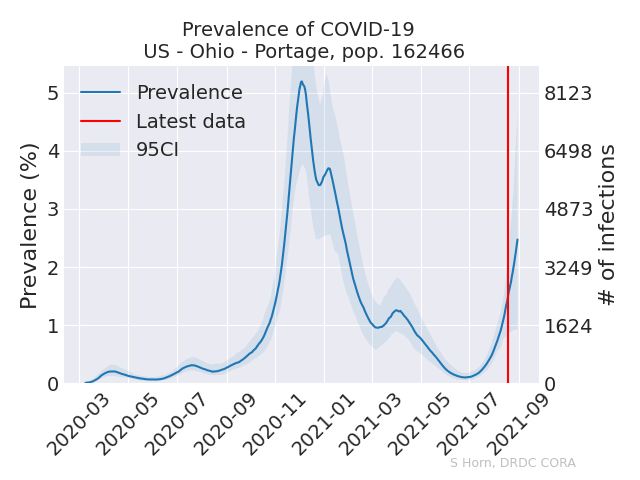 Prevalence of COVID-19
US - Ohio - Portage, pop. 162466
Prevalence
Latest data
95CI
Prevalence (%)
5
4
3
2
1
0
8123
6498
4873
3249
1624
0
# of infections
2020-03
2020-05
2020-07
2020-09
2020-11
2021-01
2021-03
2021-05
2021-07
2021-09
S Horn, DRDC CORA